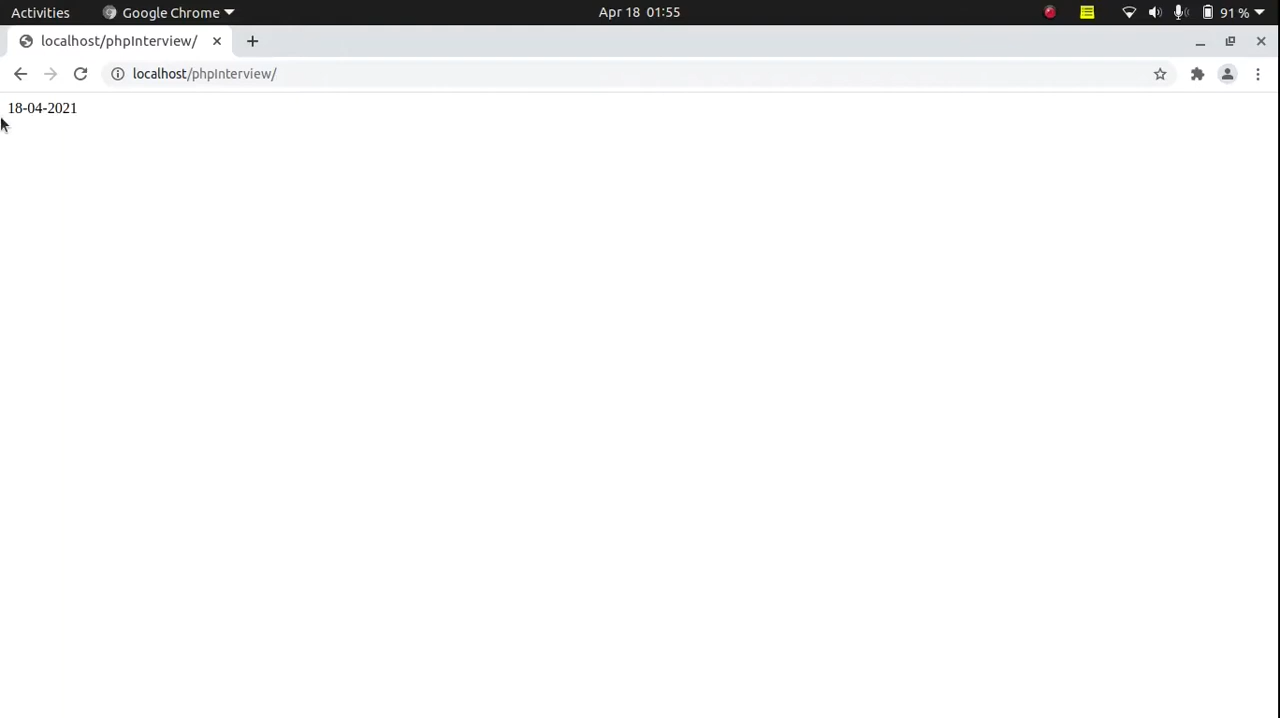 Activities Google Chrome Apr 18 01:55 91 %
localhost/phpInterview/
localhost/phpInterview/
18-04-2021